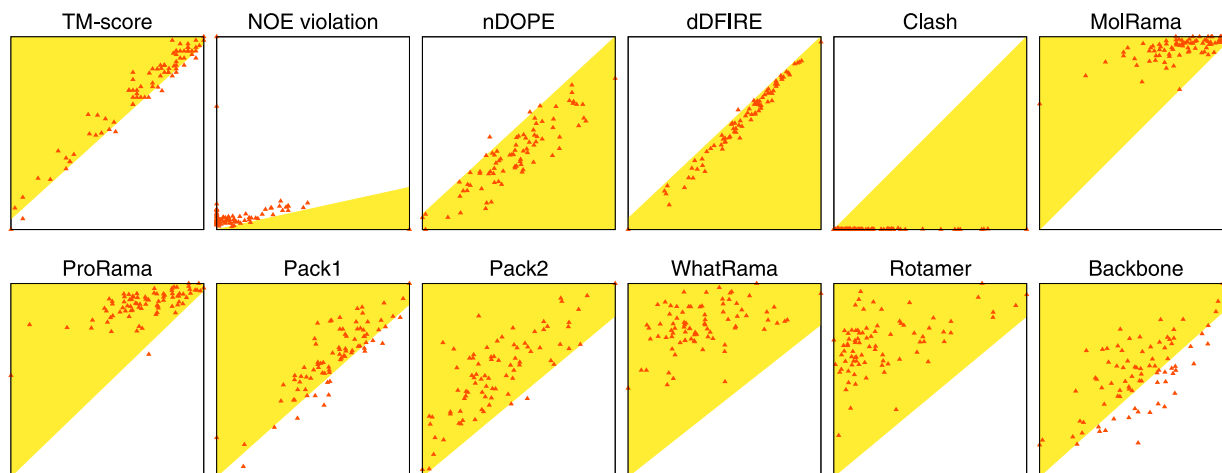 TM-score NOE violation nDOPE dDFIRE Clash MolRama
ProRama Pack1 Pack2 WhatRama Rotamer Backbone